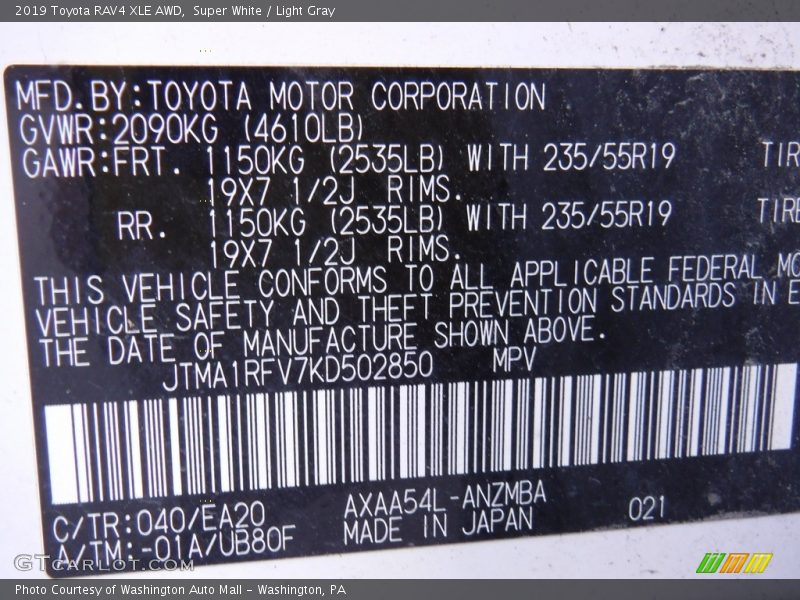 2019 Toyota RAV4 XLE AWD,  Super White / Light Gray
MFD.BY:TOYOTA MOTOR CORPORATION
GVWR:2090KG (4610LB)
GAWR:FRT. 1150KG (2535LB) WITH 235/55R19 TIR
19X7 1/2J RIMS.
RR. 1150KG (2535LB) WITH 235/55R19 TIRE
19X7 1/2J RIMS.
THIS VEHICLE CONFORMS TO ALL APPLICABLE FEDERAL MO
VEHICLE SAFETY AND THEFT PREVENTION STANDARDS IN E
THE DATE OF MANUFACTURE SHOWN ABOVE.
JTMA1RFV7KD502850 MPV
C/TR:040/EA20 AXAA54L-ANZMBA 021
A/TM:-01A/UB80F MADE IN JAPAN
GTCARLOT.COM
Photo Courtesy of Washington Auto Mall - Washington, PA